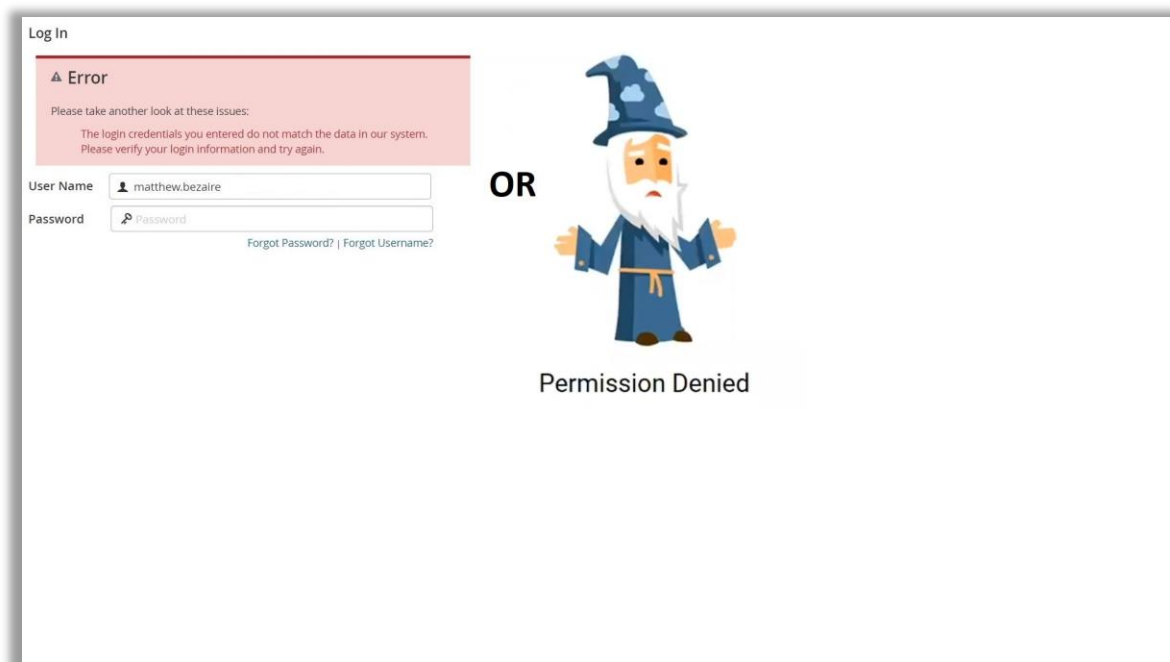 Log In
Error
Please take another look at these issues:
The login credentials you entered do not match the data in our system.
Please verify your login information and try again.
User Name matthew.bezaire
Password Password
Forgot Password? | Forgot Username?
OR
Permission Denied